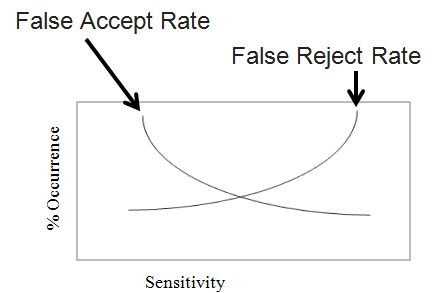 False Accept Rate
False Reject Rate
% Occurrence
Sensitivity